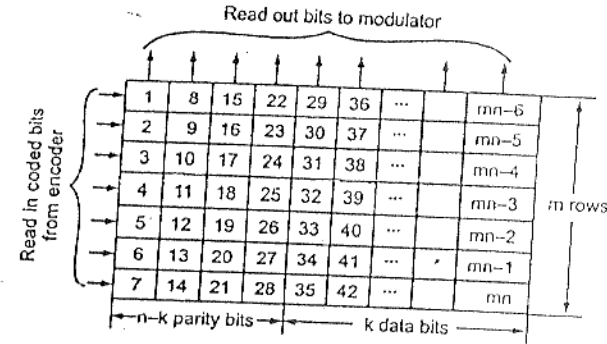 Read out bits to modulator
Read in coded bits
from encoder
1 8 15 22 29 36 ... mn–6
2 9 16 23 30 37 ... mn–5
3 10 17 24 31 38 ... mn–4
4 11 18 25 32 39 ... mn–3
5 12 19 26 33 40 ... mn–2
6 13 20 27 34 41 ... mn–1
7 14 21 28 35 42 ... mn
m rows
n–k parity bits
k data bits